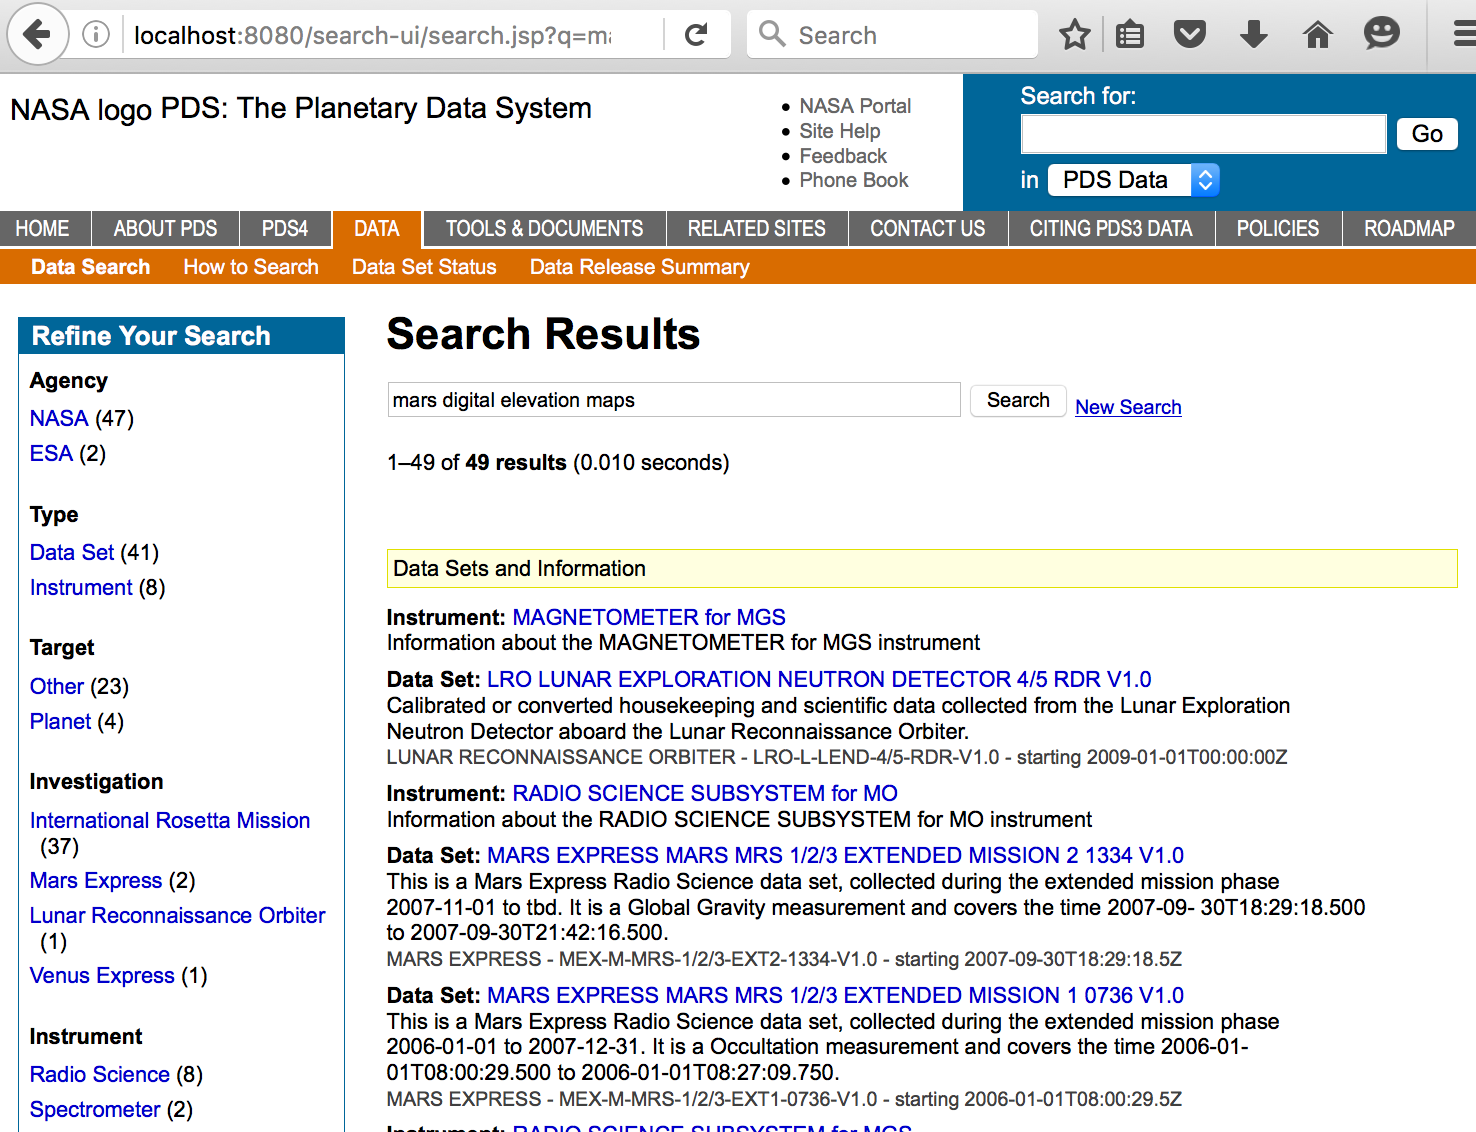 localhost:8080/search-ui/search.jsp?q=ma
Search
NASA logo PDS: The Planetary Data System
NASA Portal
Site Help
Feedback
Phone Book
Search for:
Go
in PDS Data
HOME ABOUT PDS PDS4 DATA TOOLS & DOCUMENTS RELATED SITES CONTACT US CITING PDS3 DATA POLICIES ROADMAP
Data Search How to Search Data Set Status Data Release Summary
Refine Your Search
Agency
NASA (47)
ESA (2)
Type
Data Set (41)
Instrument (8)
Target
Other (23)
Planet (4)
Investigation
International Rosetta Mission
(37)
Mars Express (2)
Lunar Reconnaissance Orbiter
(1)
Venus Express (1)
Instrument
Radio Science (8)
Spectrometer (2)
Search Results
mars digital elevation maps
Search New Search
1–49 of 49 results (0.010 seconds)
Data Sets and Information
Instrument: MAGNETOMETER for MGS
Information about the MAGNETOMETER for MGS instrument
Data Set: LRO LUNAR EXPLORATION NEUTRON DETECTOR 4/5 RDR V1.0
Calibrated or converted housekeeping and scientific data collected from the Lunar Exploration
Neutron Detector aboard the Lunar Reconnaissance Orbiter.
LUNAR RECONNAISSANCE ORBITER - LRO-L-LEND-4/5-RDR-V1.0 - starting 2009-01-01T00:00:00Z
Instrument: RADIO SCIENCE SUBSYSTEM for MO
Information about the RADIO SCIENCE SUBSYSTEM for MO instrument
Data Set: MARS EXPRESS MARS MRS 1/2/3 EXTENDED MISSION 2 1334 V1.0
This is a Mars Express Radio Science data set, collected during the extended mission phase
2007-11-01 to tbd. It is a Global Gravity measurement and covers the time 2007-09- 30T18:29:18.500
to 2007-09-30T21:42:16.500.
MARS EXPRESS - MEX-M-MRS-1/2/3-EXT2-1334-V1.0 - starting 2007-09-30T18:29:18.5Z
Data Set: MARS EXPRESS MARS MRS 1/2/3 EXTENDED MISSION 1 0736 V1.0
This is a Mars Express Radio Science data set, collected during the extended mission phase
2006-01-01 to 2007-12-31. It is a Occultation measurement and covers the time 2006-01-
01T08:00:29.500 to 2006-01-01T08:27:09.750.
MARS EXPRESS - MEX-M-MRS-1/2/3-EXT1-0736-V1.0 - starting 2006-01-01T08:00:29.5Z
Instrument: RADIO SCIENCE SUBSYSTEM for MGS